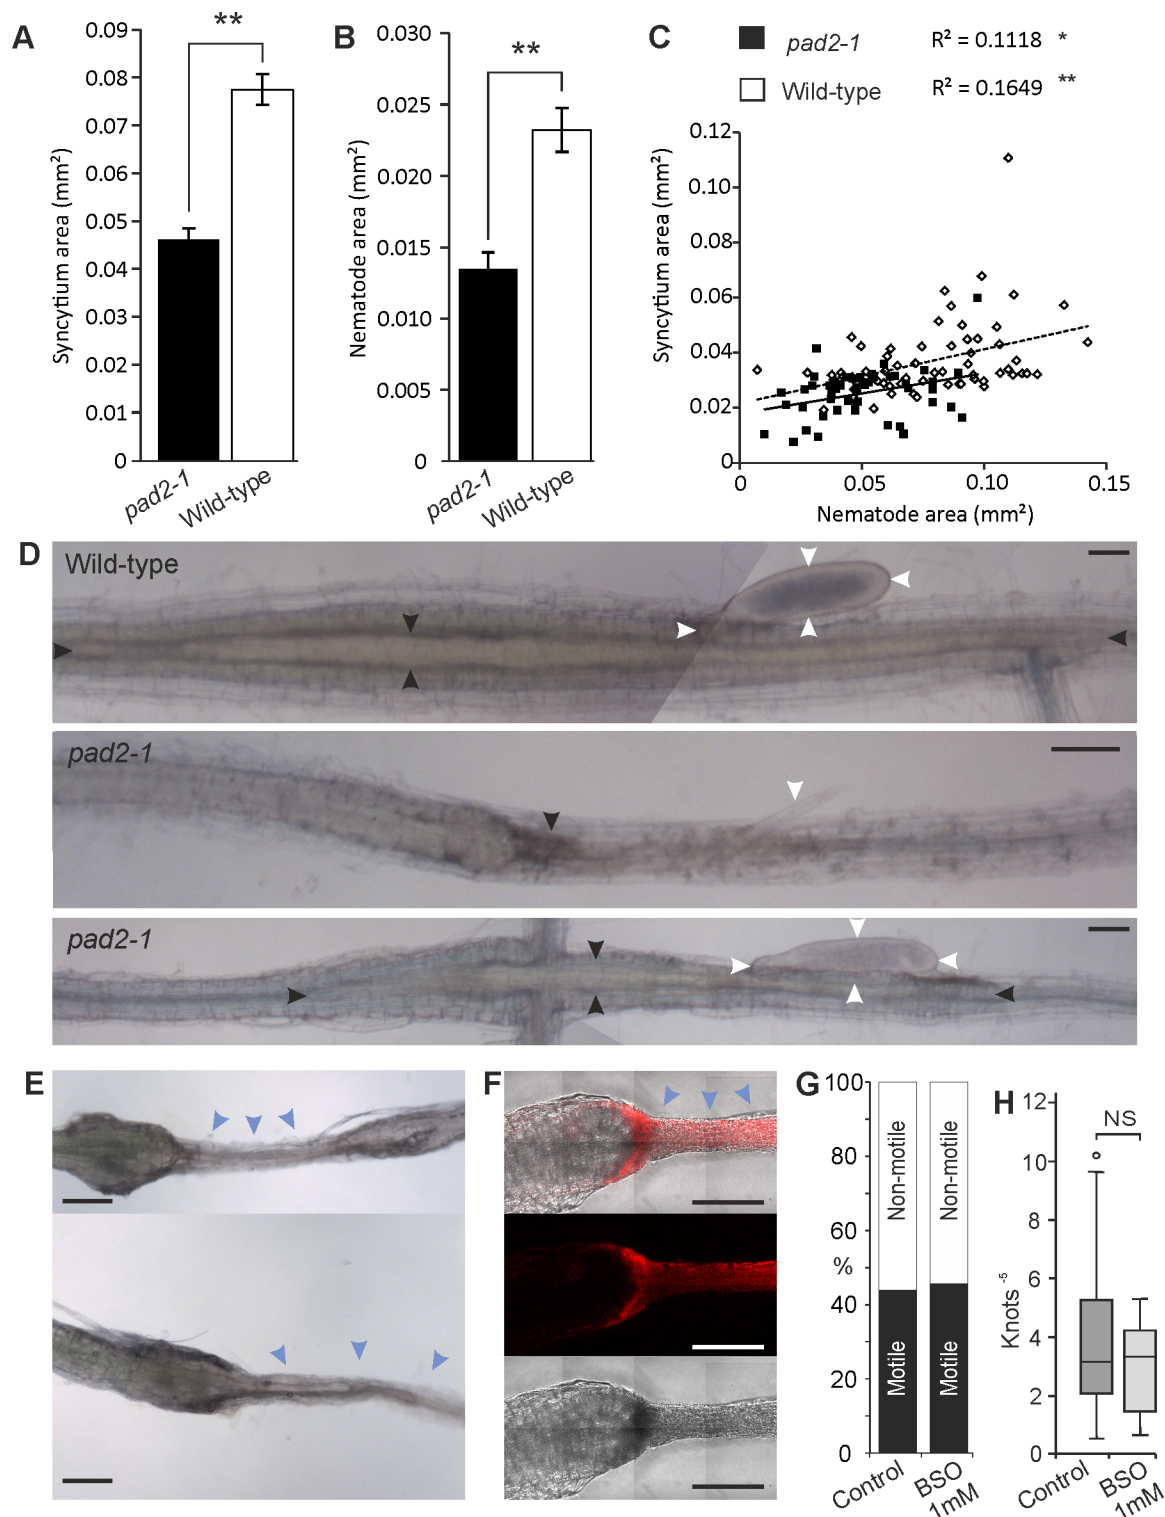 A
**
Syncytium area (mm²)
0.09
0.08
0.07
0.06
0.05
0.04
0.03
0.02
0.01
0
pad2-1
Wild-type
B
**
Nematode area (mm²)
0.030
0.025
0.020
0.015
0.010
0.005
0
pad2-1
Wild-type
C
pad2-1 R² = 0.1118 *
Wild-type R² = 0.1649 **
Syncytium area (mm²)
0.12
0.10
0.08
0.06
0.04
0.02
0
0 0.05 0.10 0.15
Nematode area (mm²)
D
Wild-type
pad2-1
pad2-1
E
F
G
100
80
60
%
40
20
0
Non-motile
Non-motile
Motile
Motile
Control
BSO
1mM
H
NS
Knots ⁻⁵
12
10
8
6
4
2
0
Control
BSO
1mM